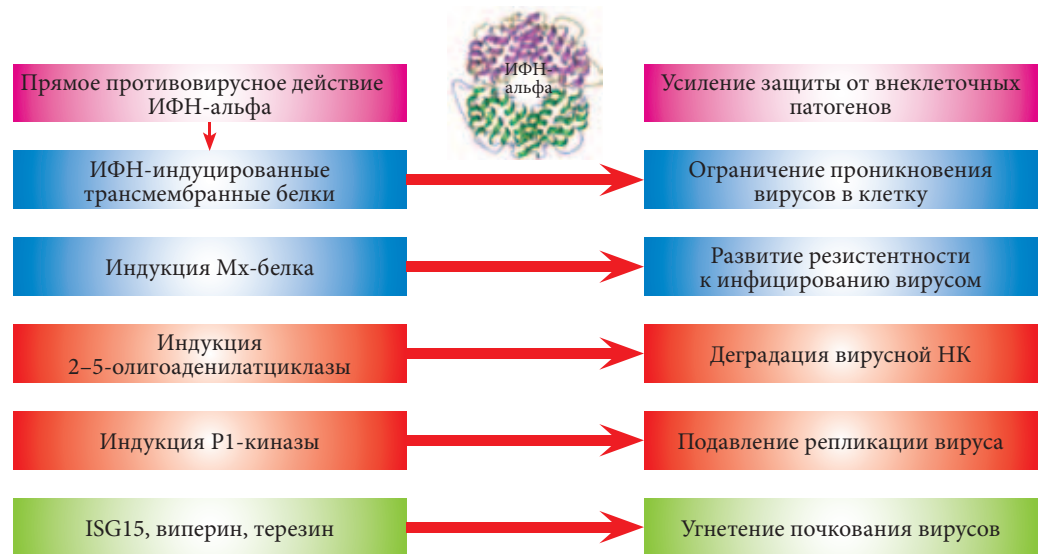 Прямое противовирусное действие
ИФН-альфа
ИФН-
альфа
Усиление защиты от внеклеточных
патогенов
ИФН-индуцированные
трансмембранные белки
Ограничение проникновения
вирусов в клетку
Индукция Mx-белка
Развитие резистентности
к инфицированию вирусом
Индукция
2–5-олигоаденилатциклазы
Деградация вирусной НК
Индукция P1-киназы
Подавление репликации вируса
ISG15, виперин, терезин
Угнетение почкования вирусов